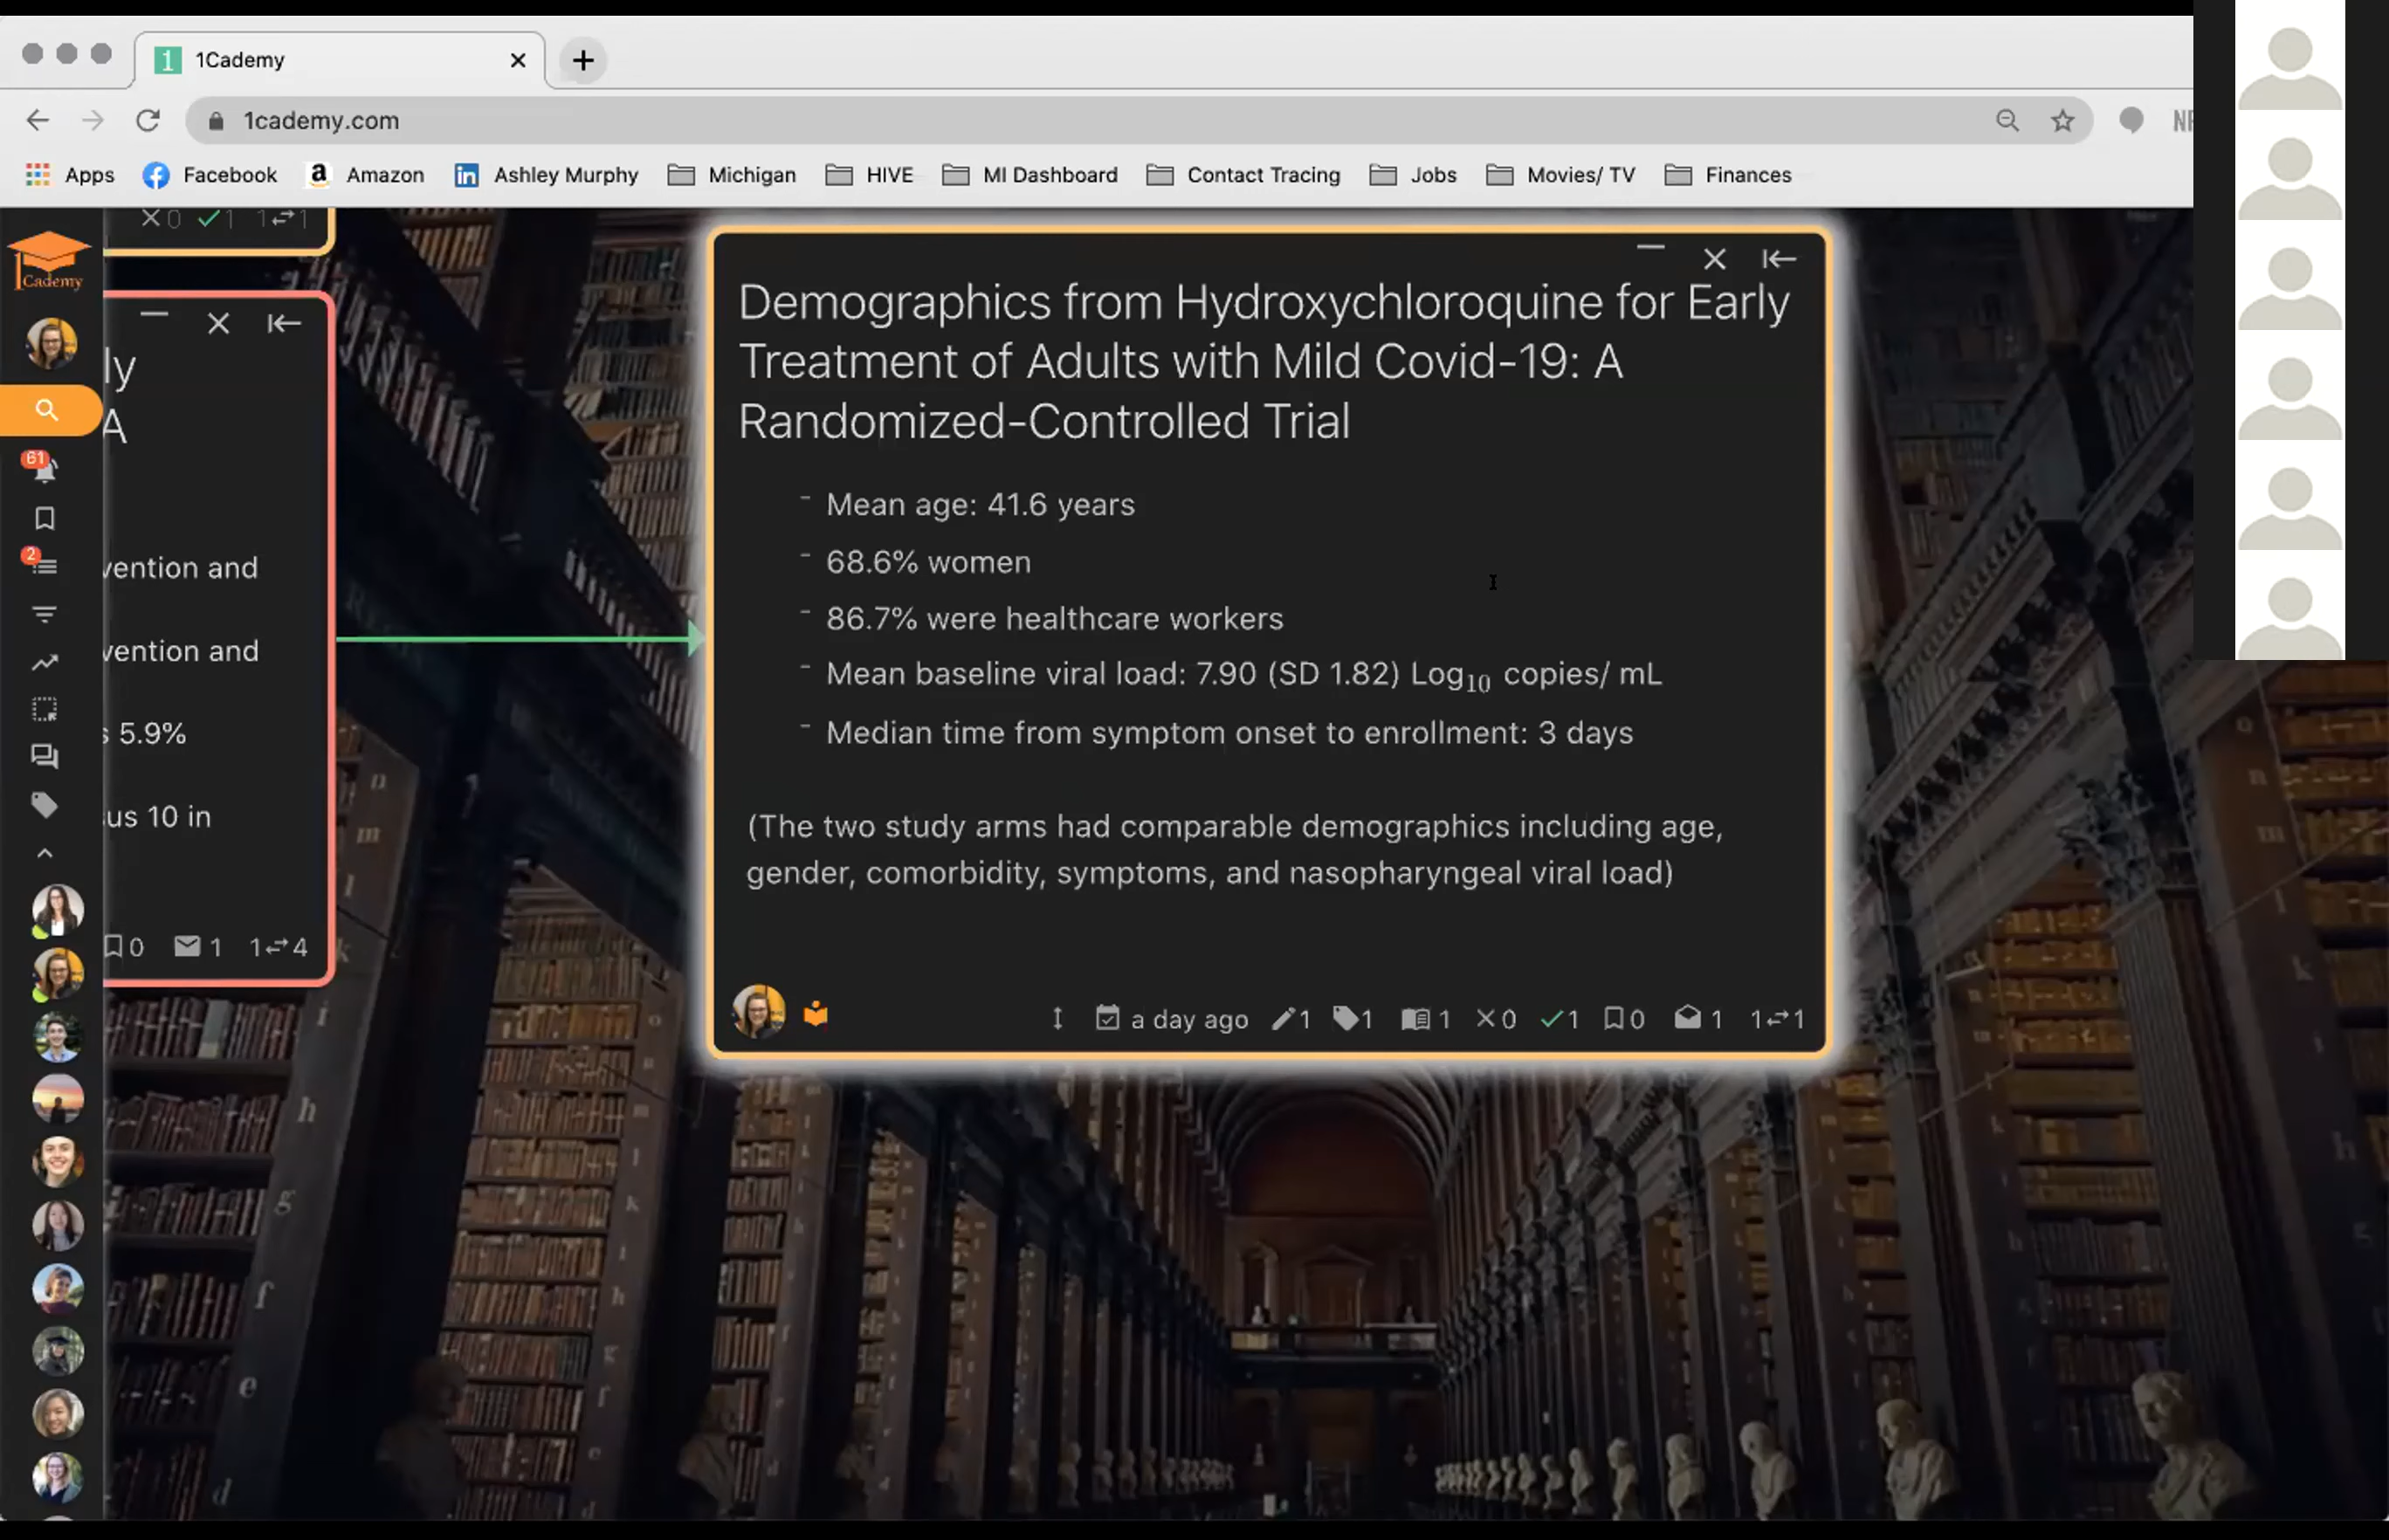 1Cademy
1cademy.com
Apps Facebook Amazon Ashley Murphy Michigan HIVE MI Dashboard Contact Tracing Jobs Movies/ TV Finances
0 1 1⇄1
1Cademy
ly
A
61
2
vention and
vention and
s 5.9%
us 10 in
0 1 1⇄4
Demographics from Hydroxychloroquine for Early
Treatment of Adults with Mild Covid-19: A
Randomized-Controlled Trial
- Mean age: 41.6 years
- 68.6% women
- 86.7% were healthcare workers
- Mean baseline viral load: 7.90 (SD 1.82) Log₁₀ copies/ mL
- Median time from symptom onset to enrollment: 3 days
(The two study arms had comparable demographics including age,
gender, comorbidity, symptoms, and nasopharyngeal viral load)
a day ago 1 1 1 0 1 0 1 1⇄1